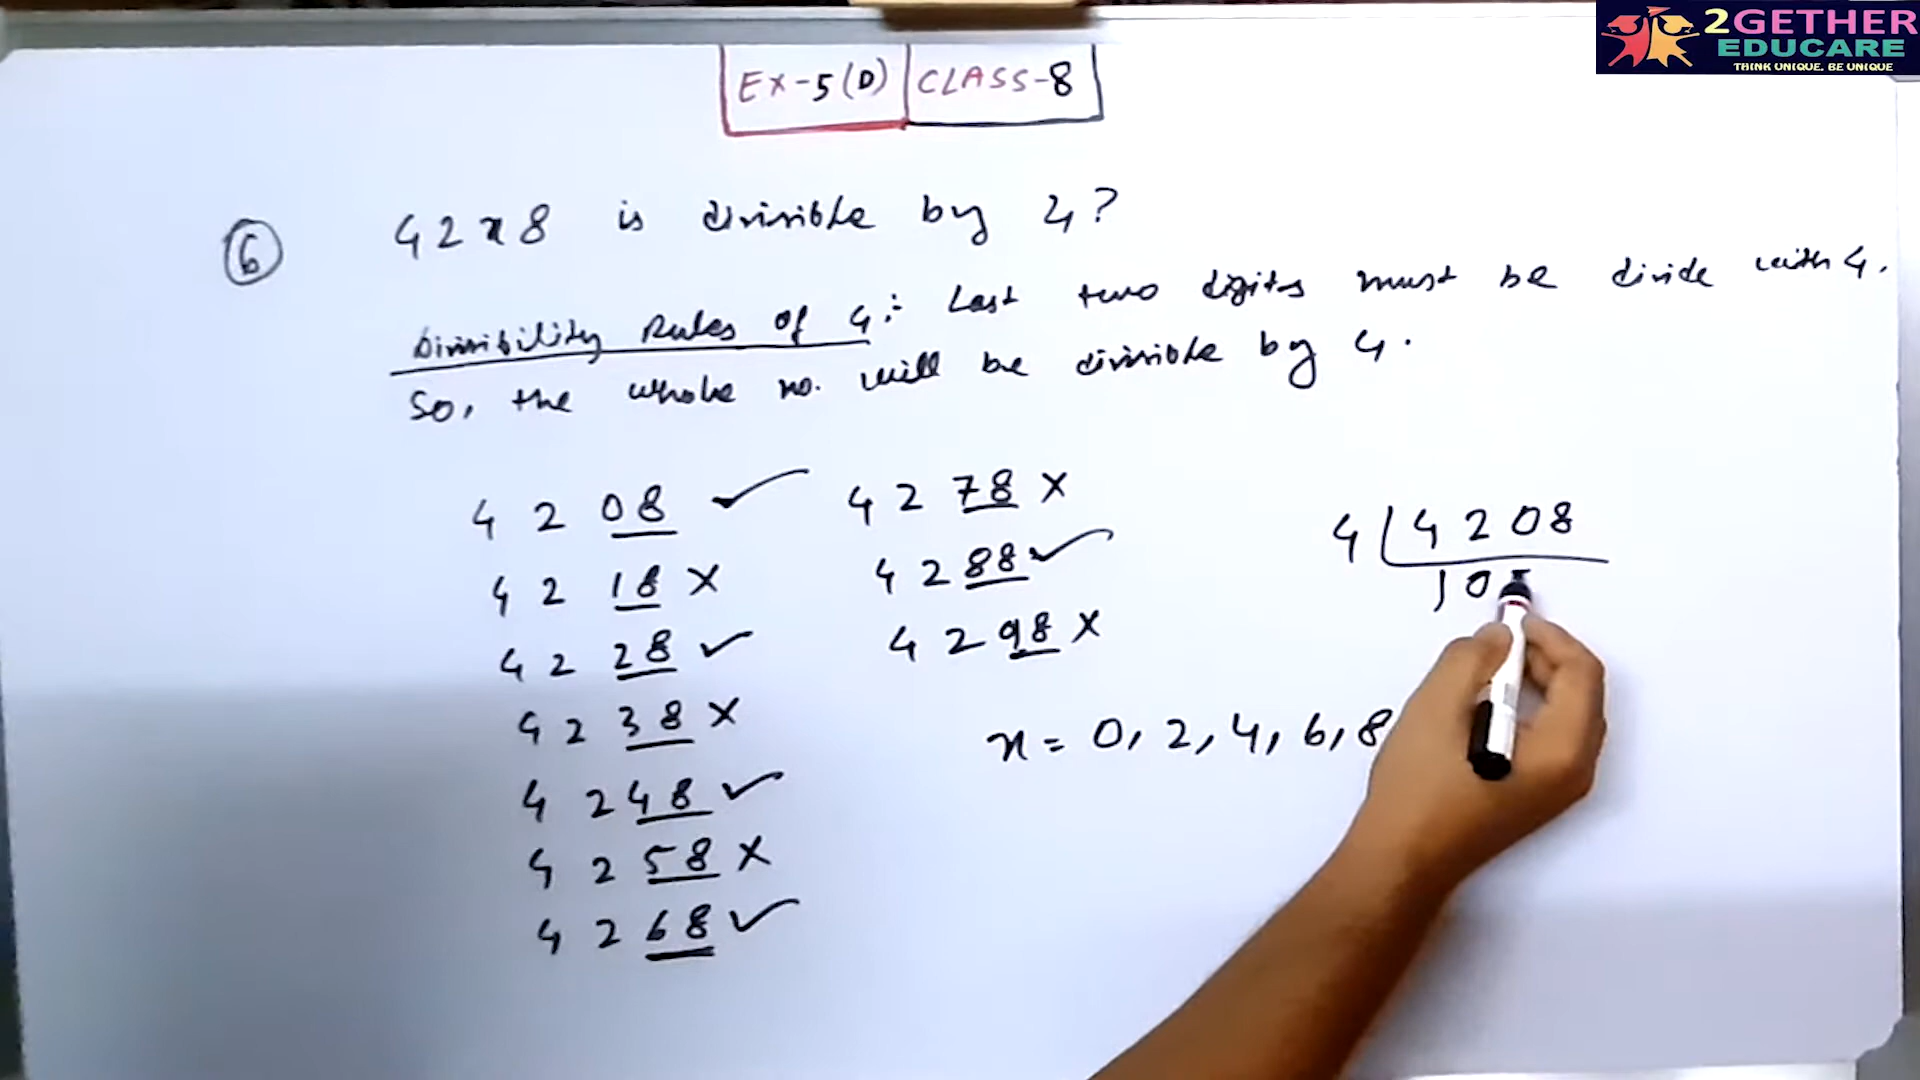 2GETHER
EDUCARE
THINK UNIQUE. BE UNIQUE
EX-5(D) CLASS-8
6 42x8 is divisible by 4?
Divisibility Rules of 4:- Last two digits must be divide with 4.
So, the whole no. will be divisible by 4.
4208 ✓
4218 X
4228 ✓
4238 X
4248 ✓
4258 X
4268 ✓
4278 X
4288 ✓
4298 X
x = 0, 2, 4, 6, 8
4 4208
10